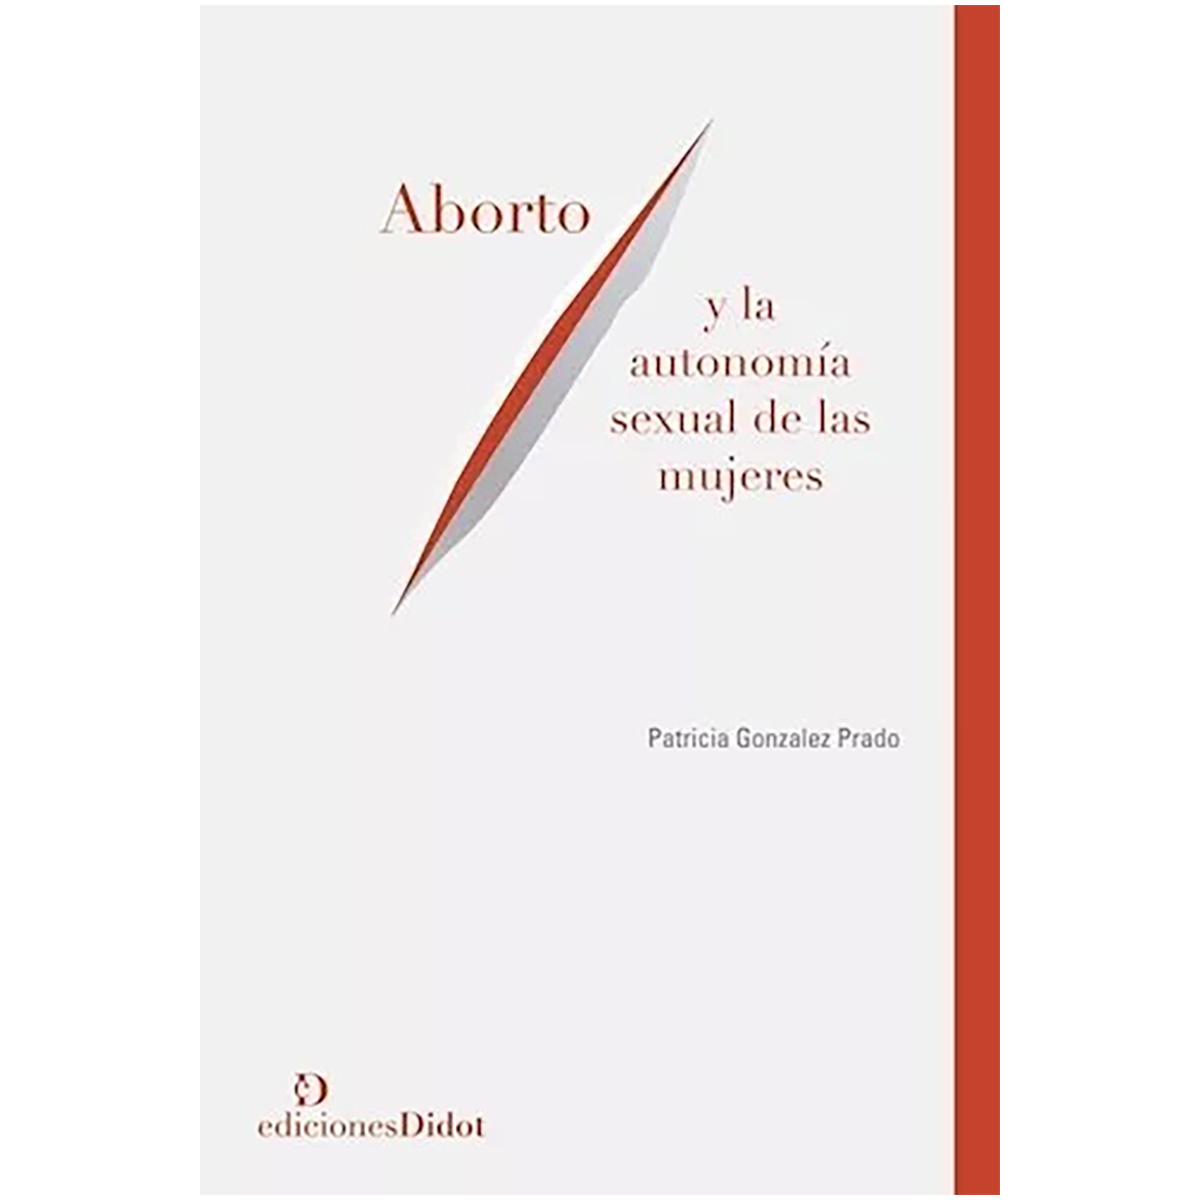 Aborto
y la
autonomía
sexual de las
mujeres
Patricia Gonzalez Prado
edicionesDidot